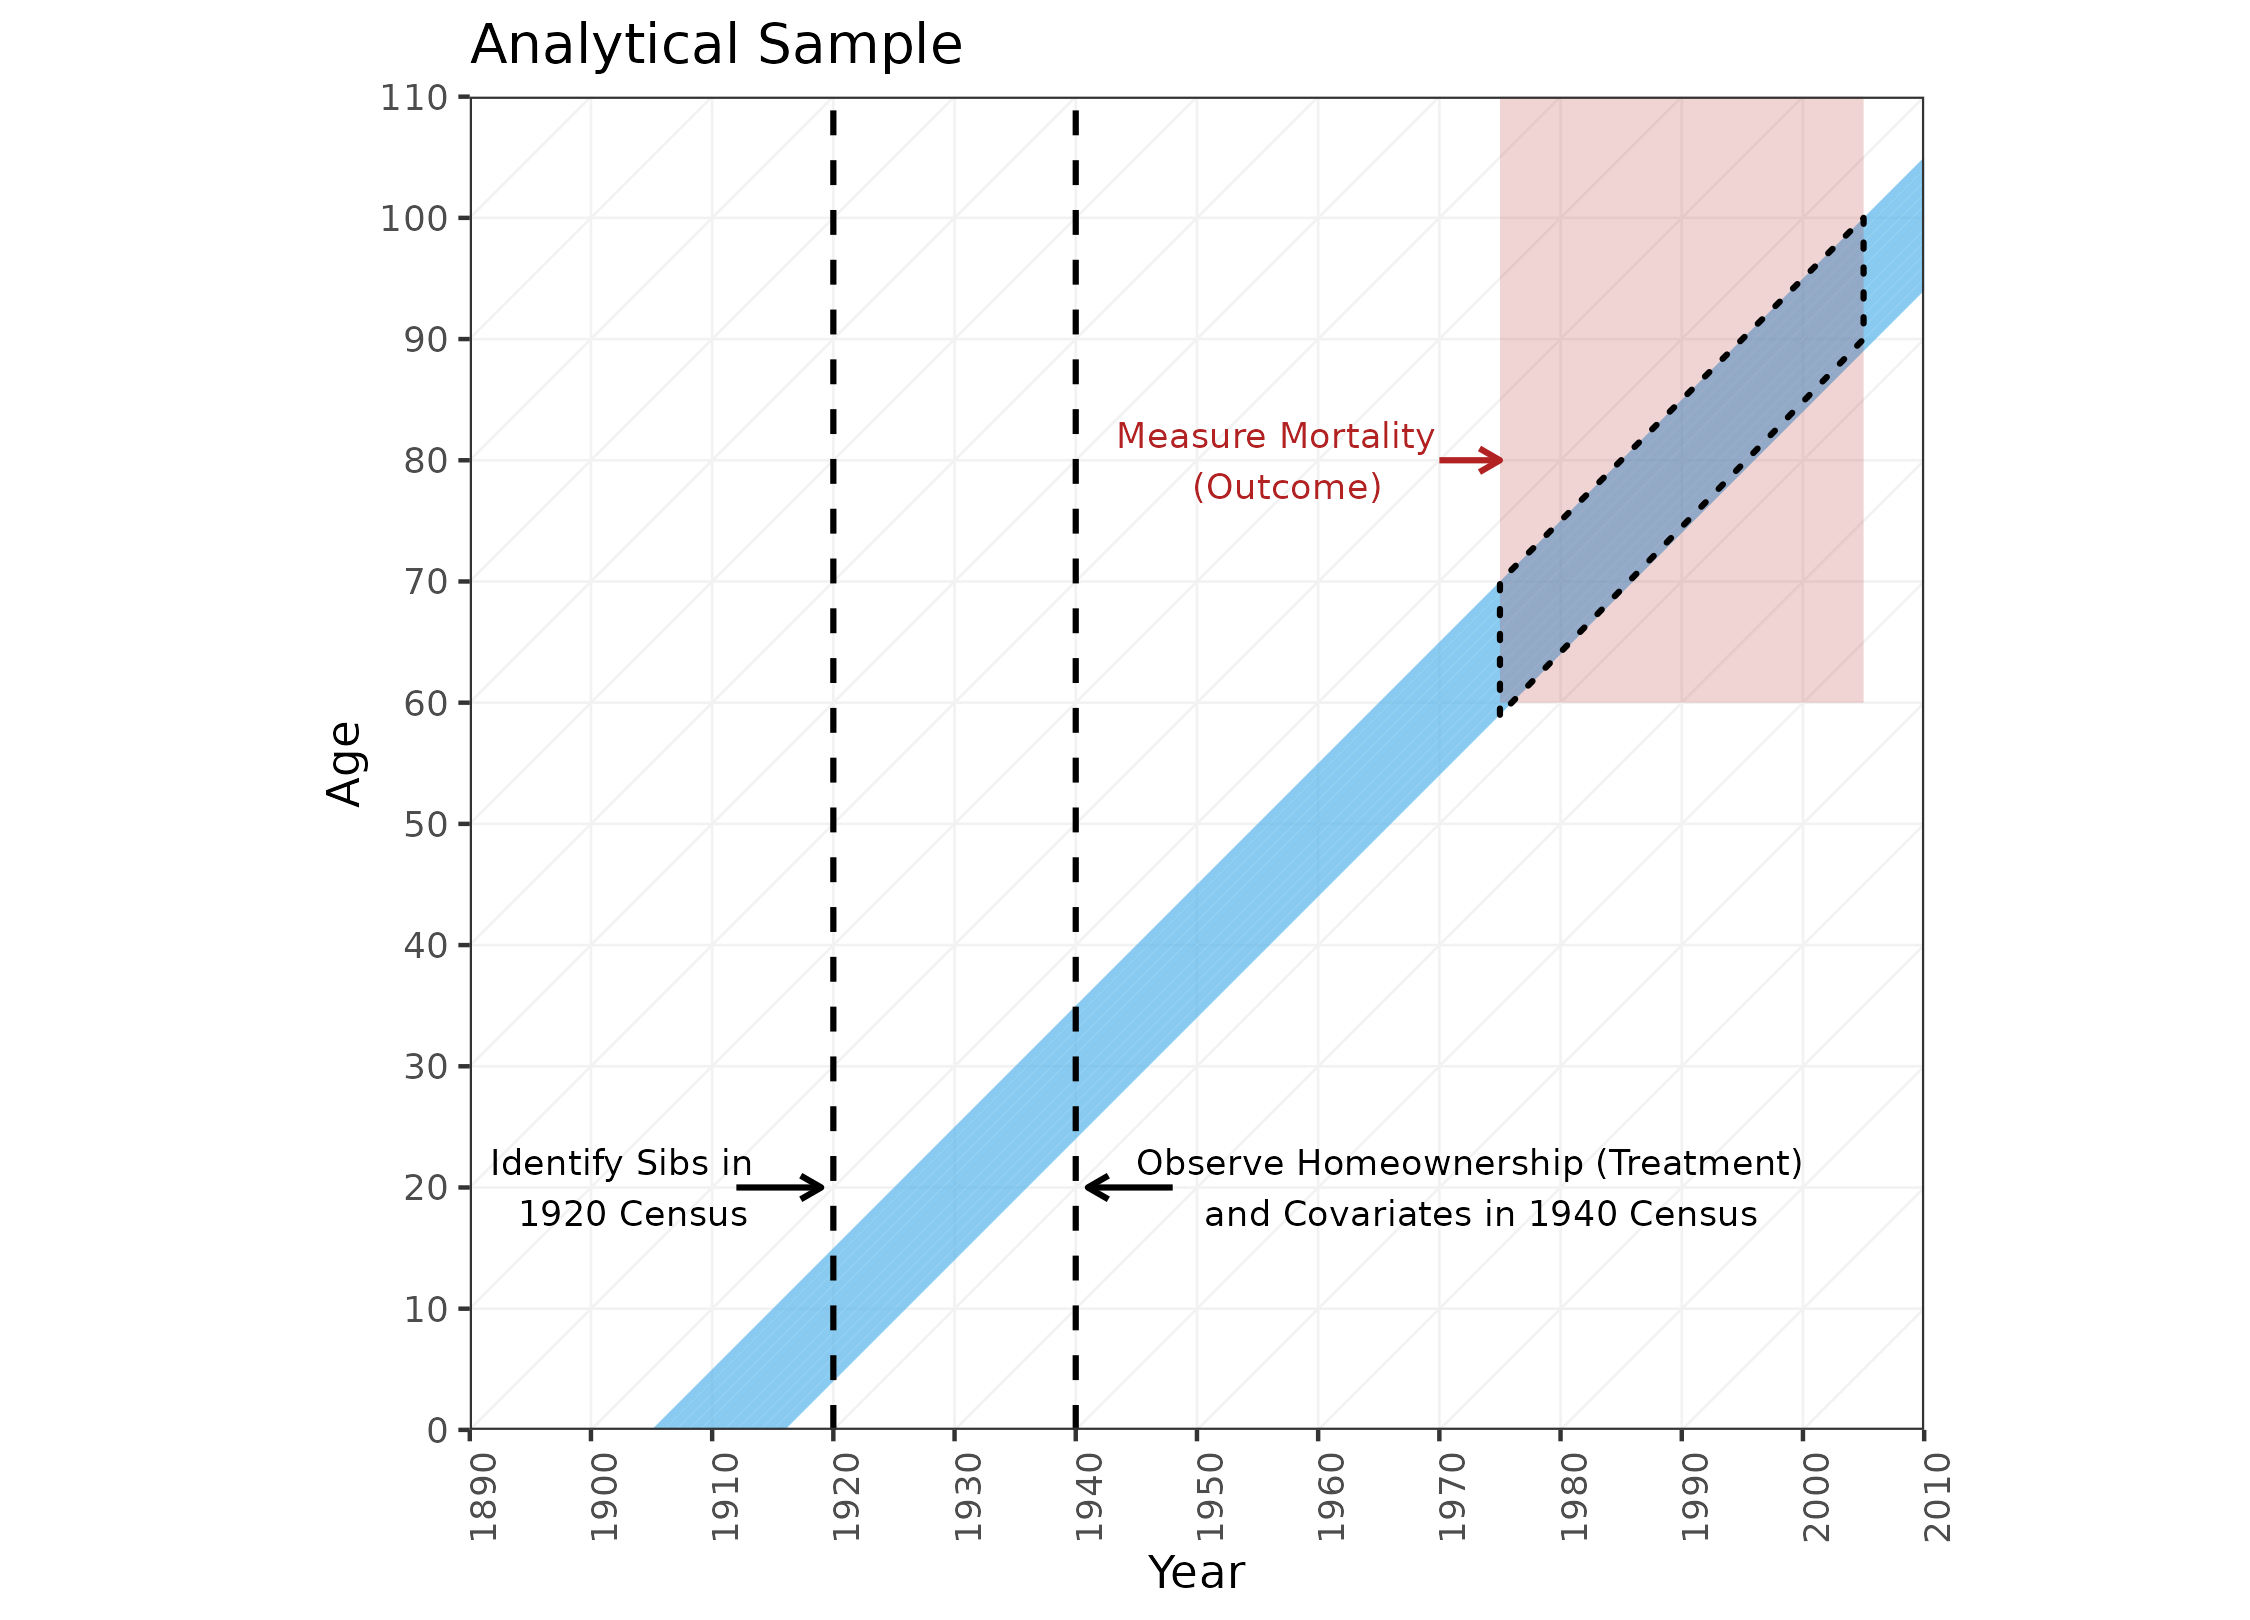 Analytical Sample
110
100
90
80
70
60
50
40
30
20
10
0
Age
Measure Mortality
(Outcome)
Identify Sibs in
1920 Census
Observe Homeownership (Treatment)
and Covariates in 1940 Census
1890
1900
1910
1920
1930
1940
1950
1960
1970
1980
1990
2000
2010
Year